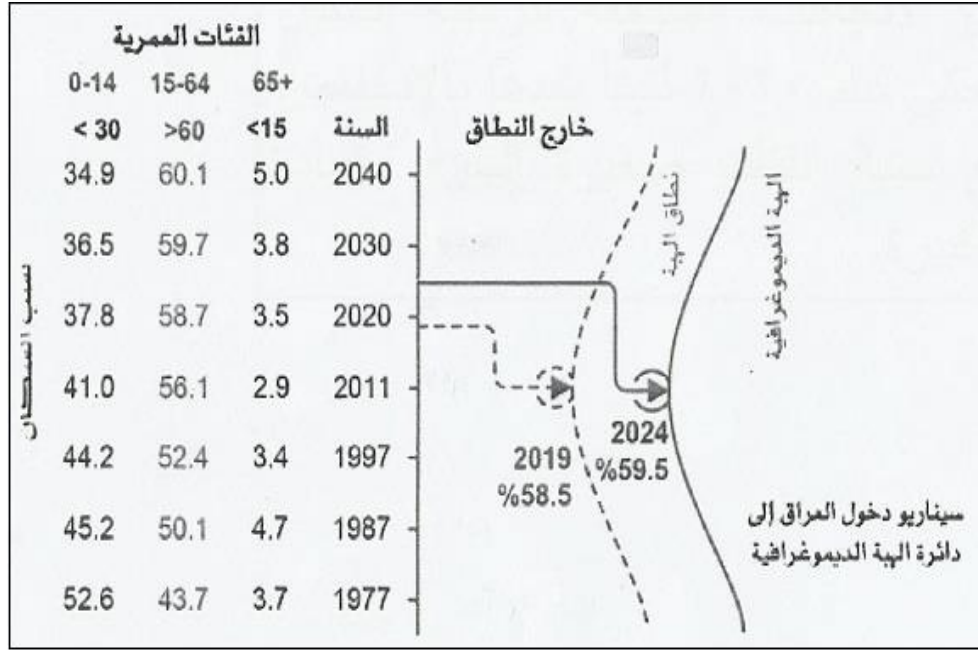 الفئات العمرية
0-14 15-64 65+
< 30 >60 <15 السنة خارج النطاق
34.9 60.1 5.0 2040
36.5 59.7 3.8 2030
37.8 58.7 3.5 2020
41.0 56.1 2.9 2011
44.2 52.4 3.4 1997
45.2 50.1 4.7 1987
52.6 43.7 3.7 1977
نسب السكان
نطاق الهبة
الهبة الديموغرافية
2019
%58.5
2024
%59.5
سيناريو دخول العراق إلى
دائرة الهبة الديموغرافية